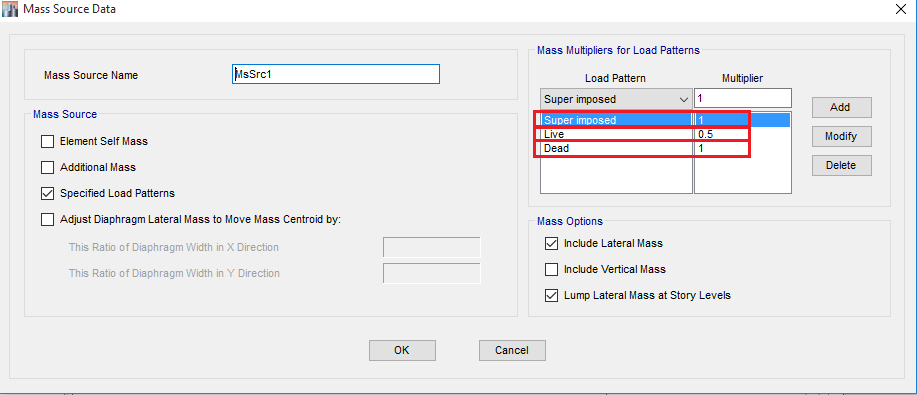 Mass Source Data
Mass Source Name
MsSrc1
Mass Source
Element Self Mass
Additional Mass
Specified Load Patterns
Adjust Diaphragm Lateral Mass to Move Mass Centroid by:
This Ratio of Diaphragm Width in X Direction
This Ratio of Diaphragm Width in Y Direction
Mass Multipliers for Load Patterns
Load Pattern Multiplier
Super imposed 1
Super imposed 1
Live 0.5
Dead 1
Add
Modify
Delete
Mass Options
Include Lateral Mass
Include Vertical Mass
Lump Lateral Mass at Story Levels
OK Cancel